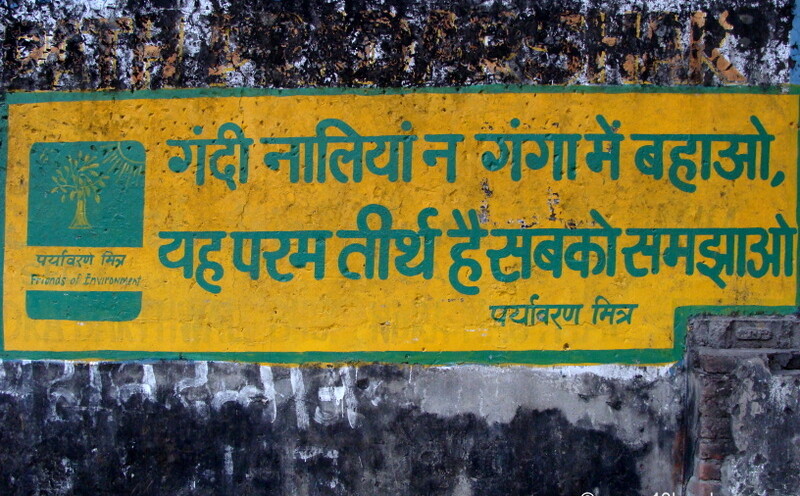 गंदी नालियां न गंगा में बहाओ,
यह परम तीर्थ है सबको समझाओ
पर्यावरण मित्र
पर्यावरण मित्र
Friends of Environment